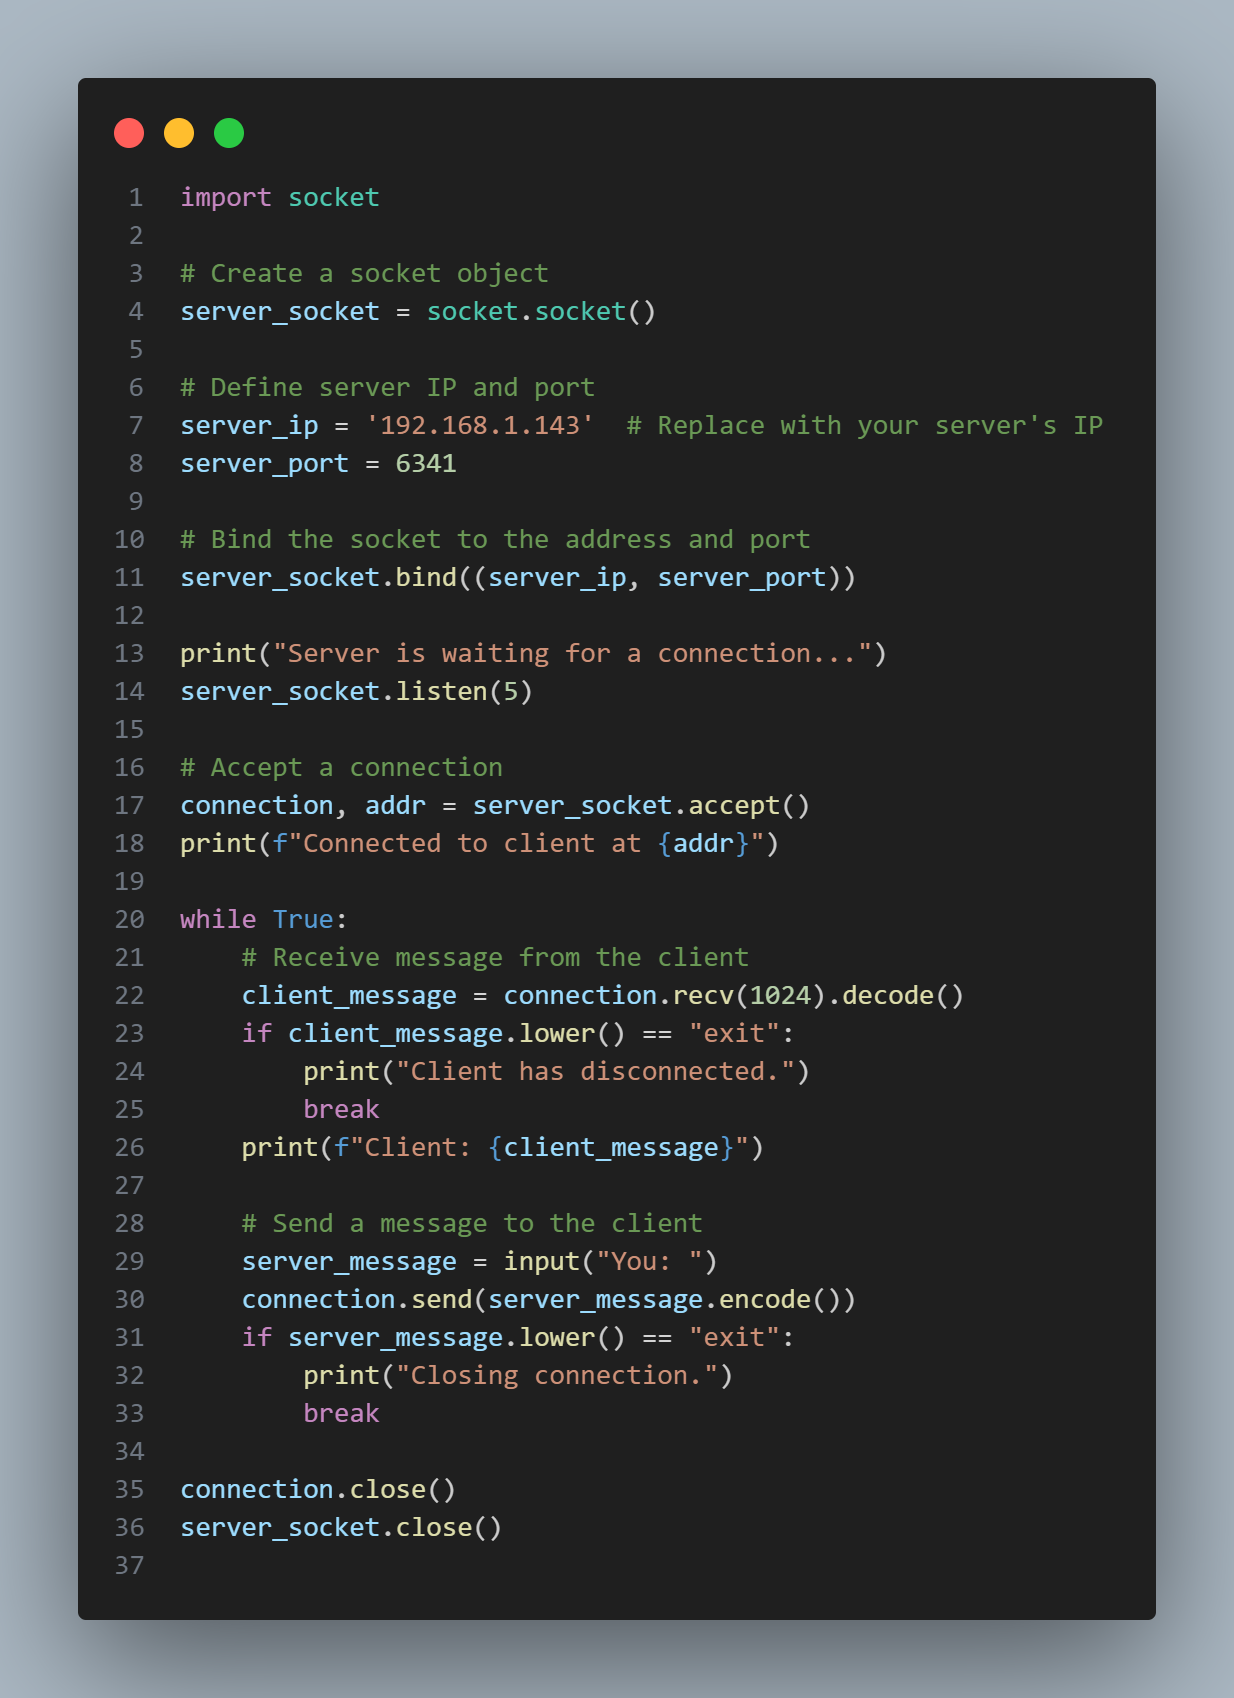 1 import socket
2
3 # Create a socket object
4 server_socket = socket.socket()
5
6 # Define server IP and port
7 server_ip = '192.168.1.143'  # Replace with your server's IP
8 server_port = 6341
9
10 # Bind the socket to the address and port
11 server_socket.bind((server_ip, server_port))
12
13 print("Server is waiting for a connection...")
14 server_socket.listen(5)
15
16 # Accept a connection
17 connection, addr = server_socket.accept()
18 print(f"Connected to client at {addr}")
19
20 while True:
21     # Receive message from the client
22     client_message = connection.recv(1024).decode()
23     if client_message.lower() == "exit":
24         print("Client has disconnected.")
25         break
26     print(f"Client: {client_message}")
27
28     # Send a message to the client
29     server_message = input("You: ")
30     connection.send(server_message.encode())
31     if server_message.lower() == "exit":
32         print("Closing connection.")
33         break
34
35 connection.close()
36 server_socket.close()
37